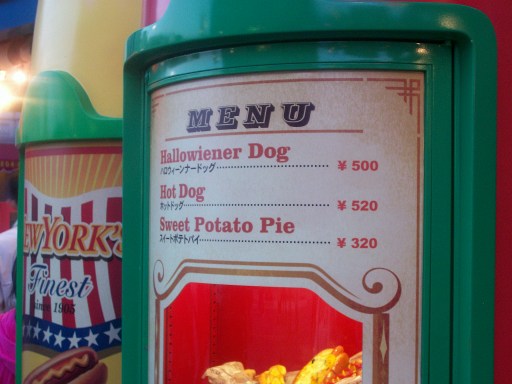 MENU
Hallowiener Dog
ハロウィーンナードッグ ¥ 500
Hot Dog
ホットドッグ ¥ 520
Sweet Potato Pie
スイートポテトパイ ¥ 320
YORK'S
Finest
since 1905